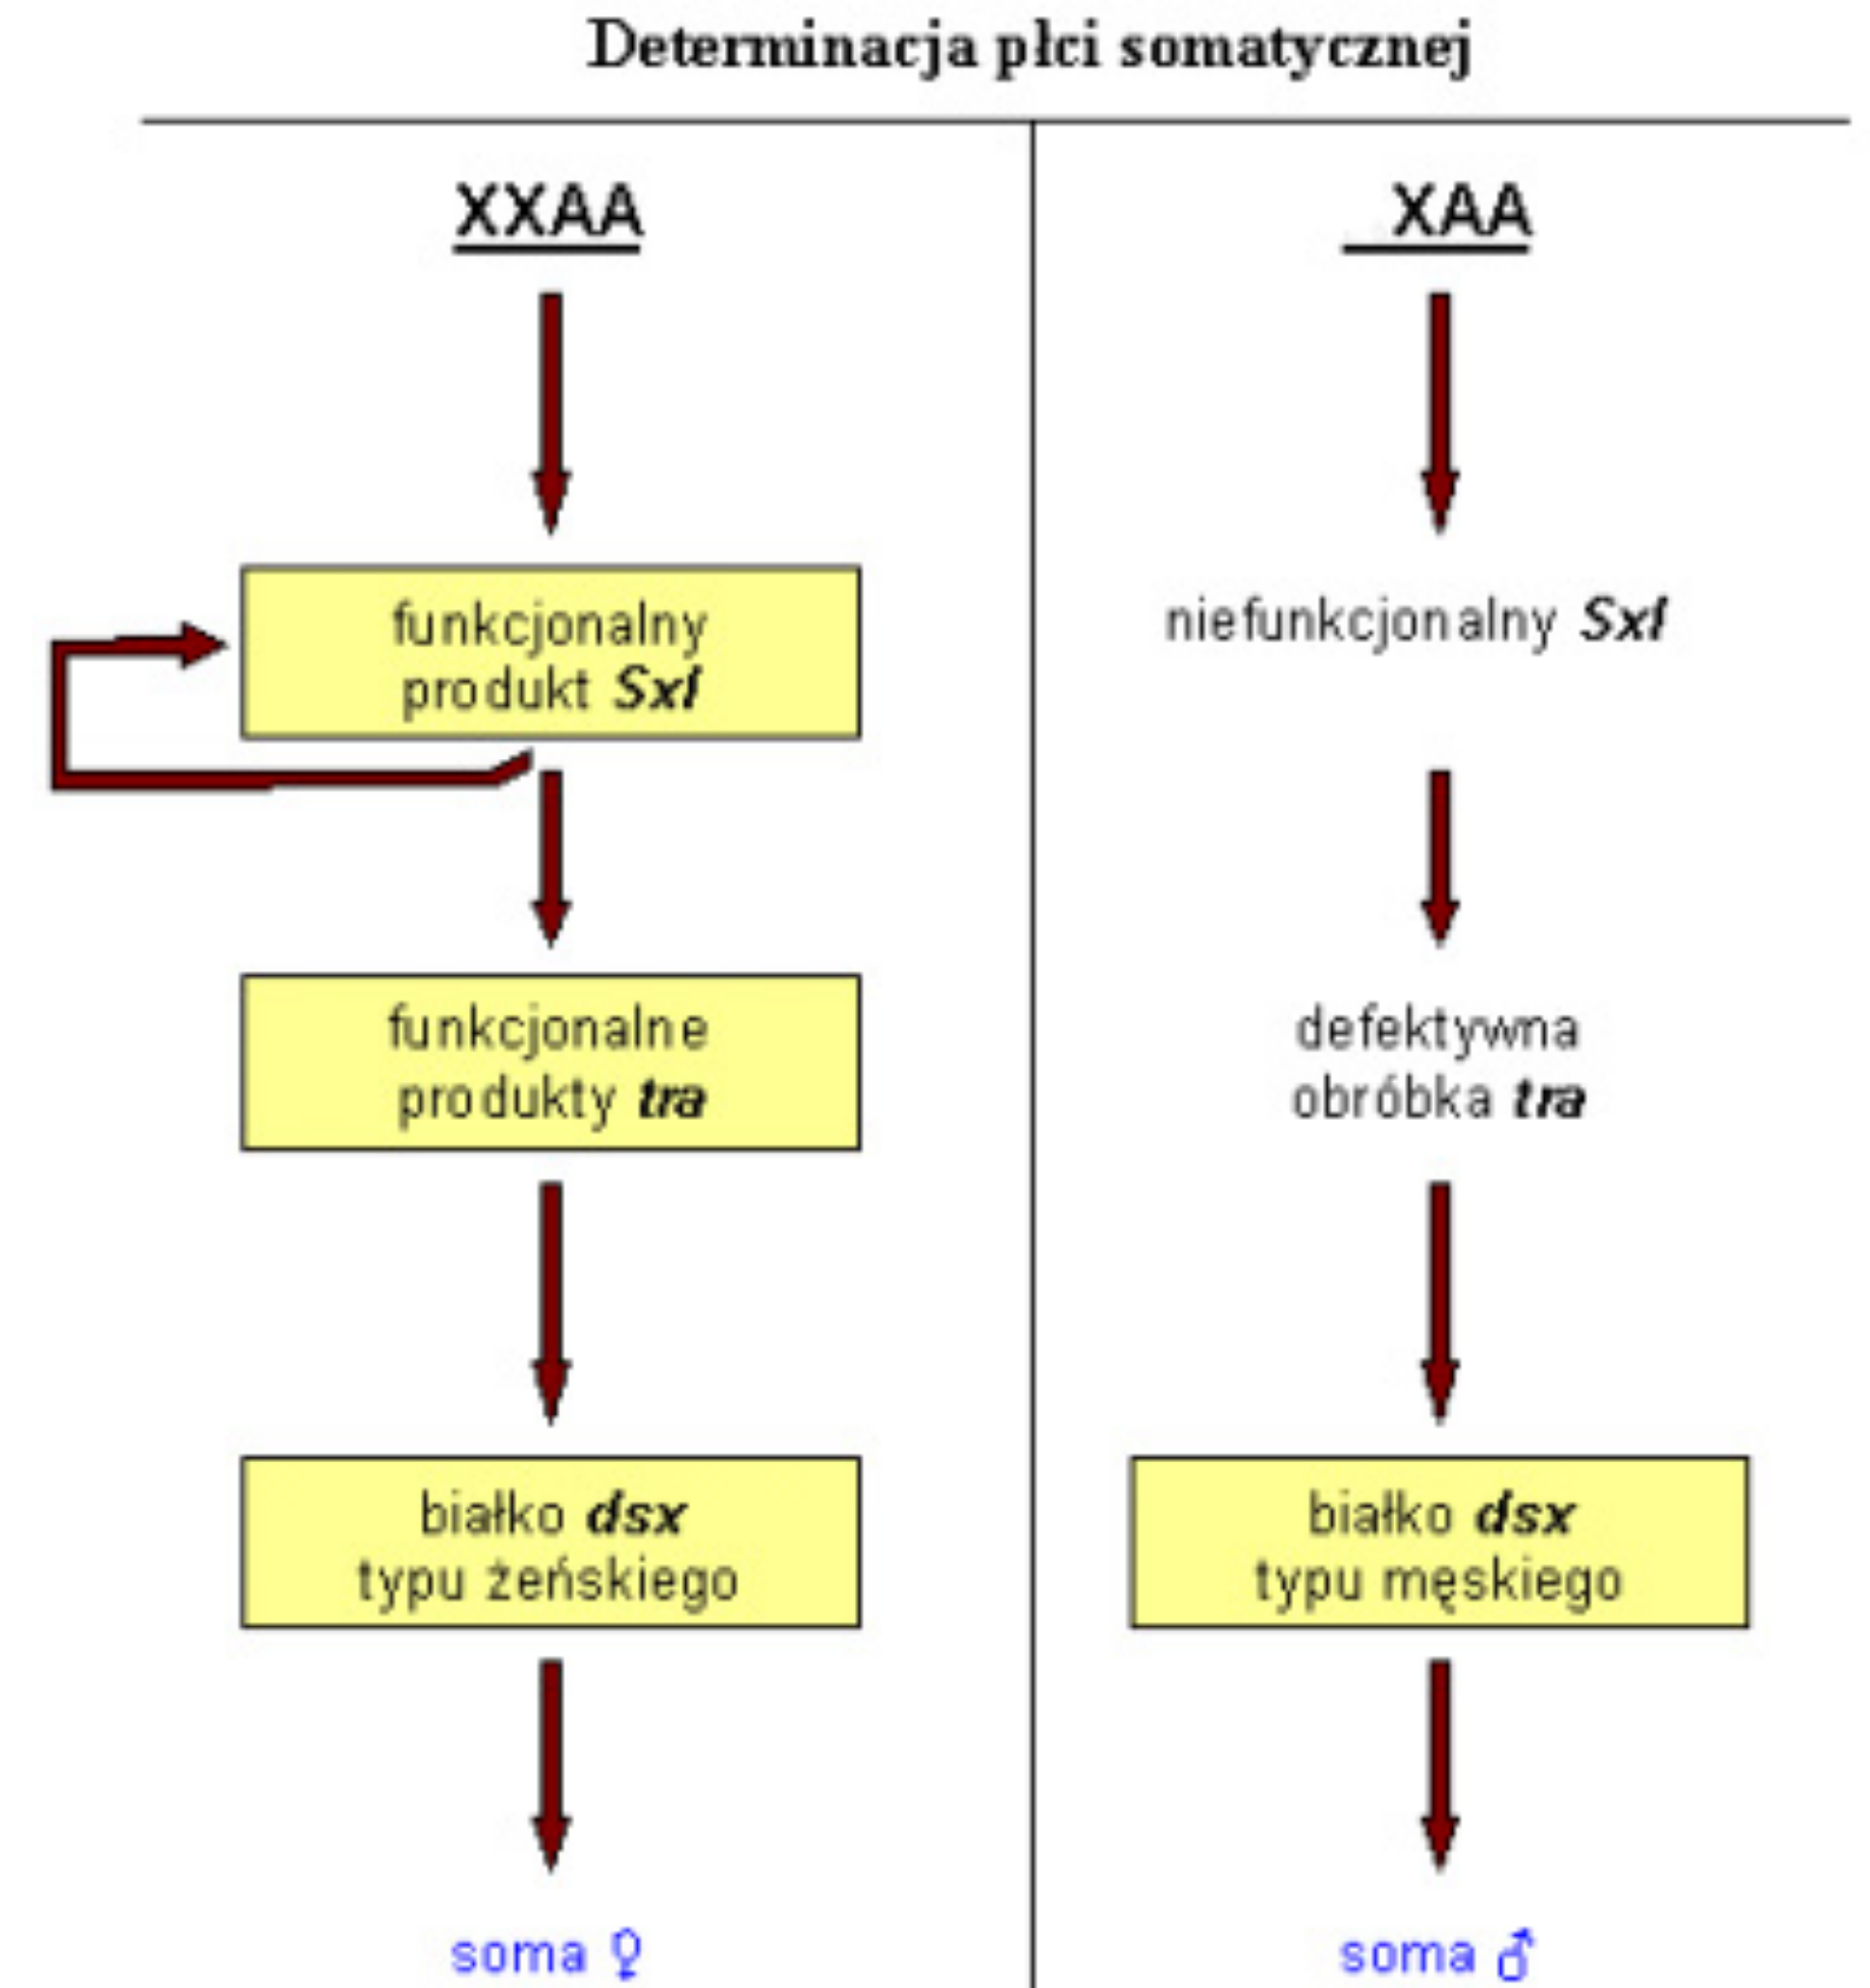 Determinacja płci somatycznej
XXAA
funkcjonalny
produkt Sxl
funkcjonalne
produkty tra
białko dsx
typu żeńskiego
soma ♀
XAA
niefunkcjonalny Sxl
defektywna
obróbka tra
białko dsx
typu męskiego
soma ♂